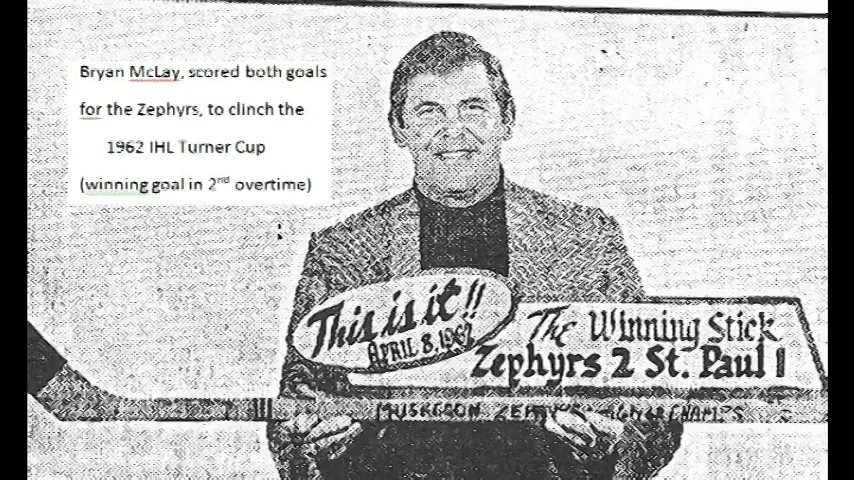 Bryan McLay, scored both goals
for the Zephyrs, to clinch the
1962 IHL Turner Cup
(winning goal in 2nd overtime)
This is it!!
APRIL 8, 1962
The Winning Stick
Zephyrs 2 St. Paul 1
MUSKEGON ZEPHYRS CHAMPS